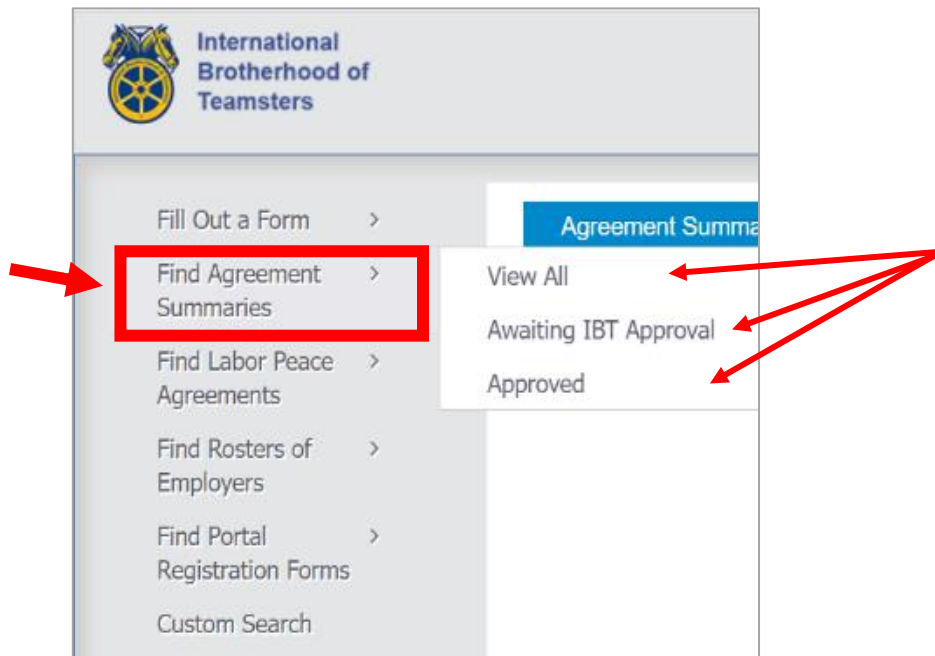 International
Brotherhood of
Teamsters
Fill Out a Form >
Agreement Summa
Find Agreement >
Summaries
View All
Awaiting IBT Approval
Approved
Find Labor Peace >
Agreements
Find Rosters of >
Employers
Find Portal >
Registration Forms
Custom Search